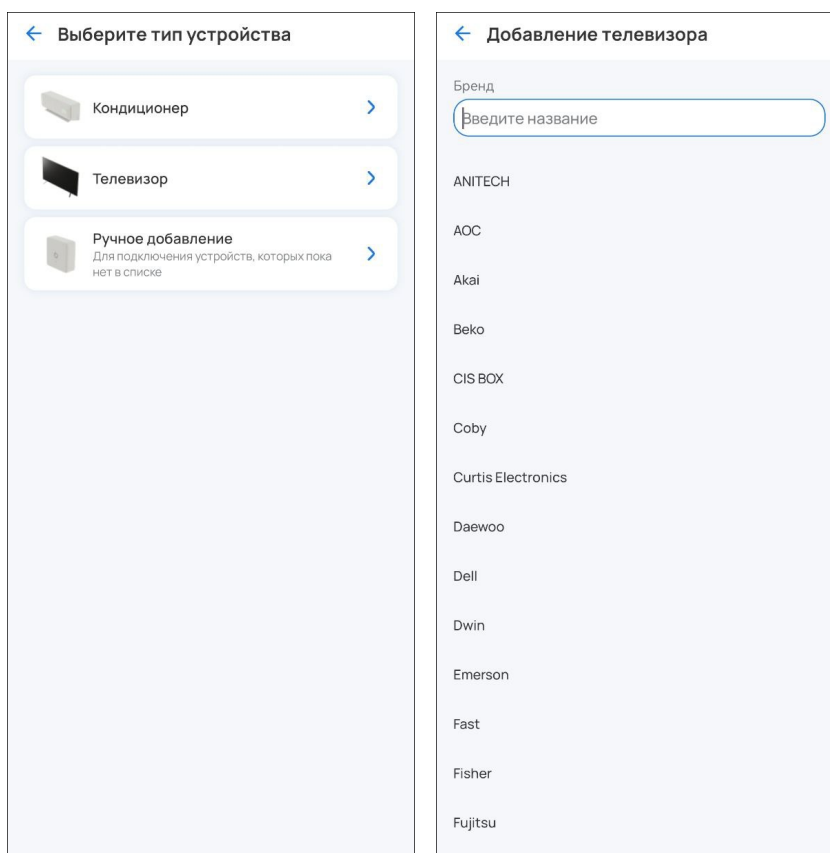 Выберите тип устройства
Кондиционер
Телевизор
Ручное добавление
Для подключения устройств, которых пока
нет в списке
Добавление телевизора
Бренд
Введите название
ANITECH
AOC
Akai
Beko
CIS BOX
Coby
Curtis Electronics
Daewoo
Dell
Dwin
Emerson
Fast
Fisher
Fujitsu